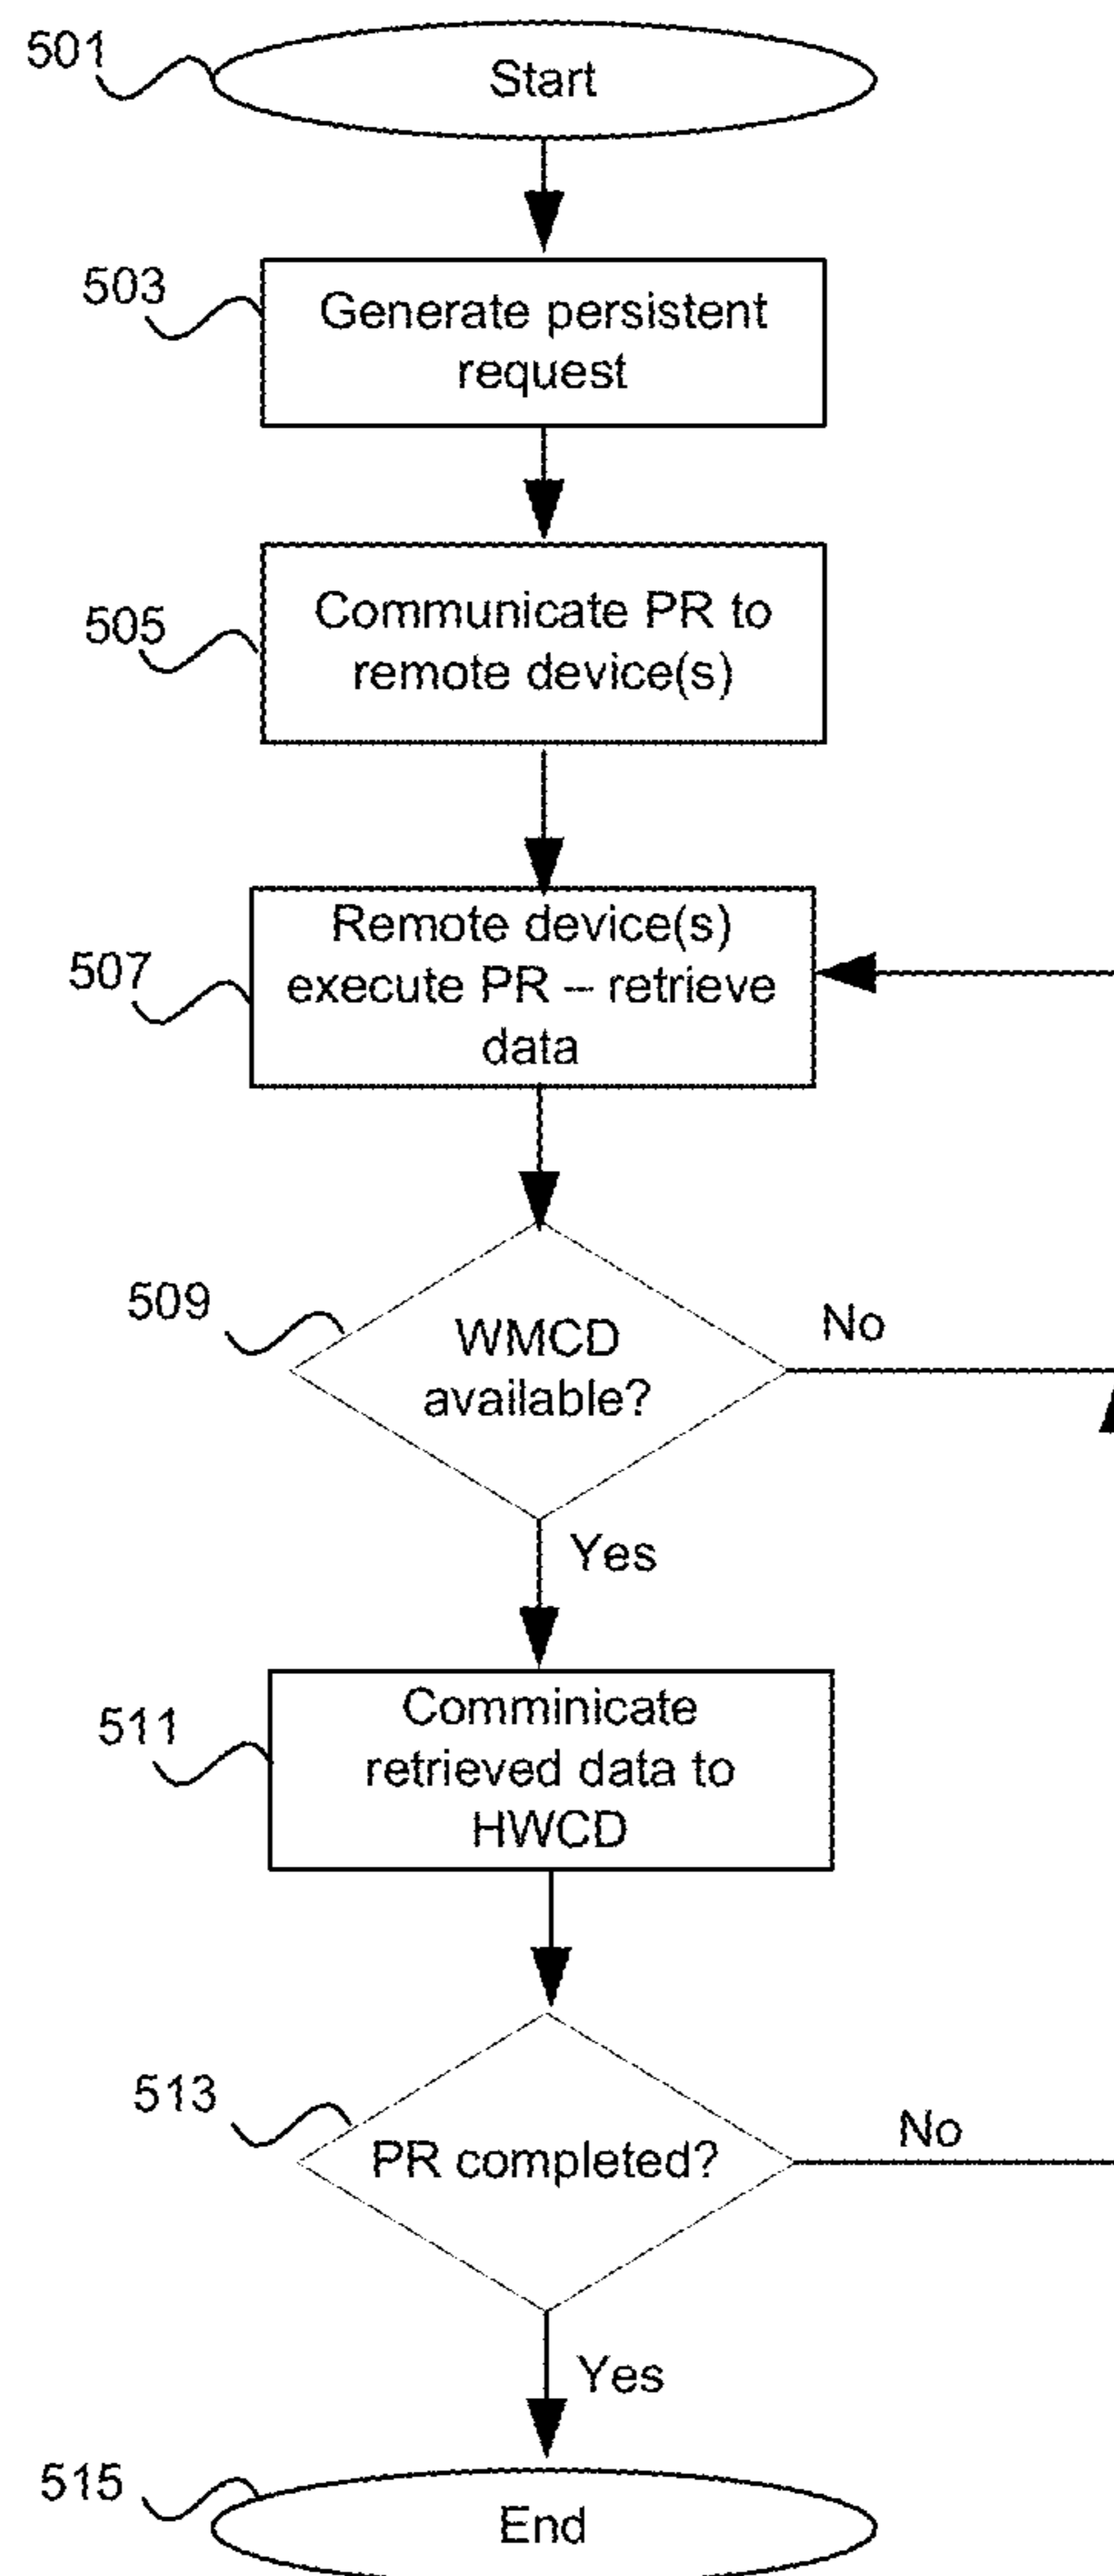 501
Start
503
Generate persistent
request
505
Communicate PR to
remote device(s)
507
Remote device(s)
execute PR – retrieve
data
509
WMCD
available?
No
Yes
511
Comminicate
retrieved data to
HWCD
513
PR completed?
No
Yes
515
End